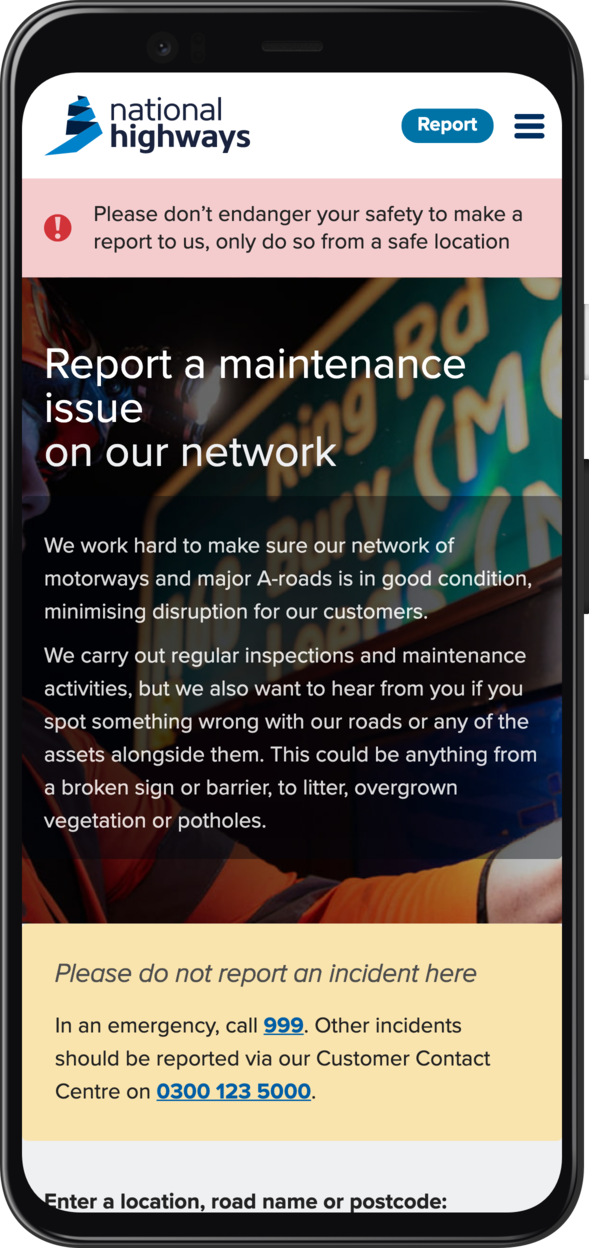 national
highways
Report
Please don’t endanger your safety to make a
report to us, only do so from a safe location
Ring Rd
(M6
Bury (M
Leeds
Report a maintenance
issue
on our network
We work hard to make sure our network of
motorways and major A-roads is in good condition,
minimising disruption for our customers.
We carry out regular inspections and maintenance
activities, but we also want to hear from you if you
spot something wrong with our roads or any of the
assets alongside them. This could be anything from
a broken sign or barrier, to litter, overgrown
vegetation or potholes.
Please do not report an incident here
In an emergency, call 999. Other incidents
should be reported via our Customer Contact
Centre on 0300 123 5000.
Enter a location, road name or postcode: